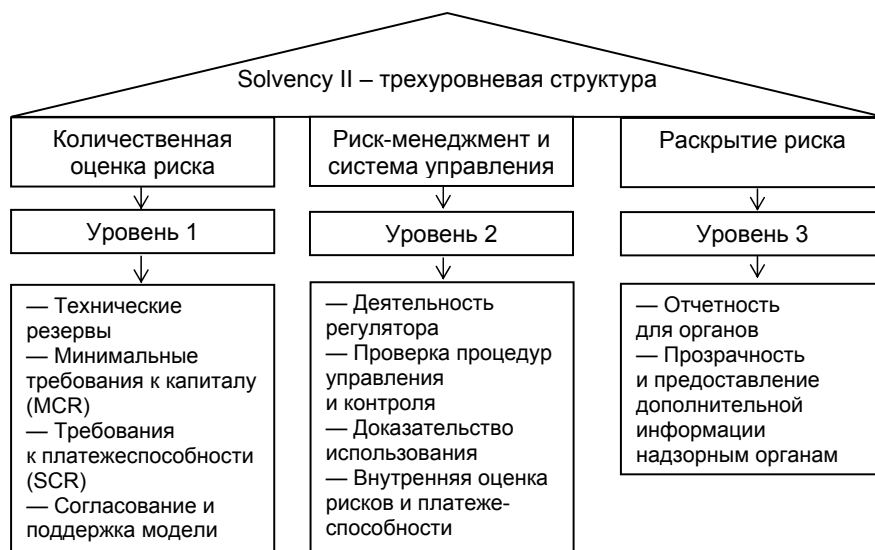 Solvency II – трехуровневая структура
Количественная
оценка риска
Риск-менеджмент и
система управления
Раскрытие риска
Уровень 1
Уровень 2
Уровень 3
— Технические
резервы
— Минимальные
требования к капиталу
(MCR)
— Требования
к платежеспособности
(SCR)
— Согласование и
поддержка модели
— Деятельность
регулятора
— Проверка процедур
управления
и контроля
— Доказательство
использования
— Внутренняя оценка
рисков и платеже-
способности
— Отчетность
для органов
— Прозрачность
и предоставление
дополнительной
информации
надзорным органам